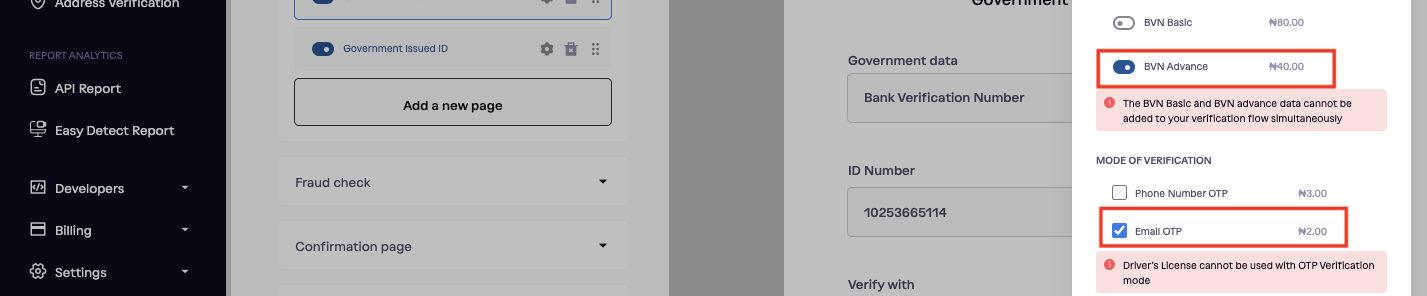 Address Verification
REPORT ANALYTICS
API Report
Easy Detect Report
Developers
Billing
Settings
Government Issued ID
Add a new page
Fraud check
Confirmation page
Government
Government data
Bank Verification Number
ID Number
10253665114
Verify with
BVN Basic ₦80.00
BVN Advance ₦40.00
The BVN Basic and BVN advance data cannot be
added to your verification flow simultaneously
MODE OF VERIFICATION
Phone Number OTP ₦3.00
Email OTP ₦2.00
Driver's License cannot be used with OTP Verification
mode